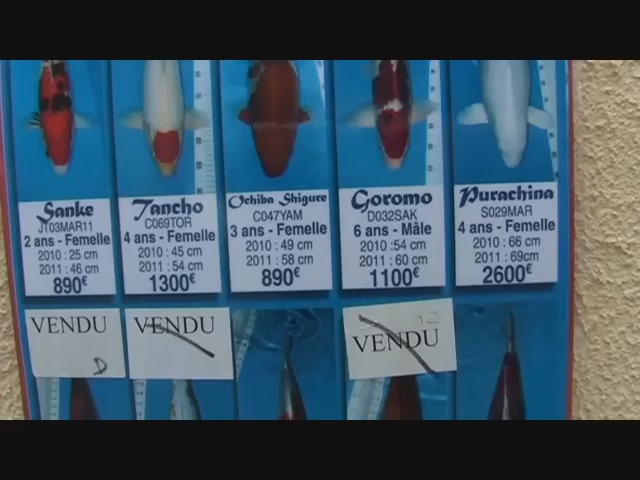 Sanke
JT03MAR11
2 ans - Femelle
2010 : 25 cm
2011 : 46 cm
890€
Tancho
C069TOR
4 ans - Femelle
2010 : 45 cm
2011 : 54 cm
1300€
Ochiba Shigure
C047YAM
3 ans - Femelle
2010 : 49 cm
2011 : 58 cm
890€
Goromo
D032SAK
6 ans - Mâle
2010 : 54 cm
2011 : 60 cm
1100€
Purachina
S029MAR
4 ans - Femelle
2010 : 66 cm
2011 : 69cm
2600€
VENDU
D
VENDU
VENDU